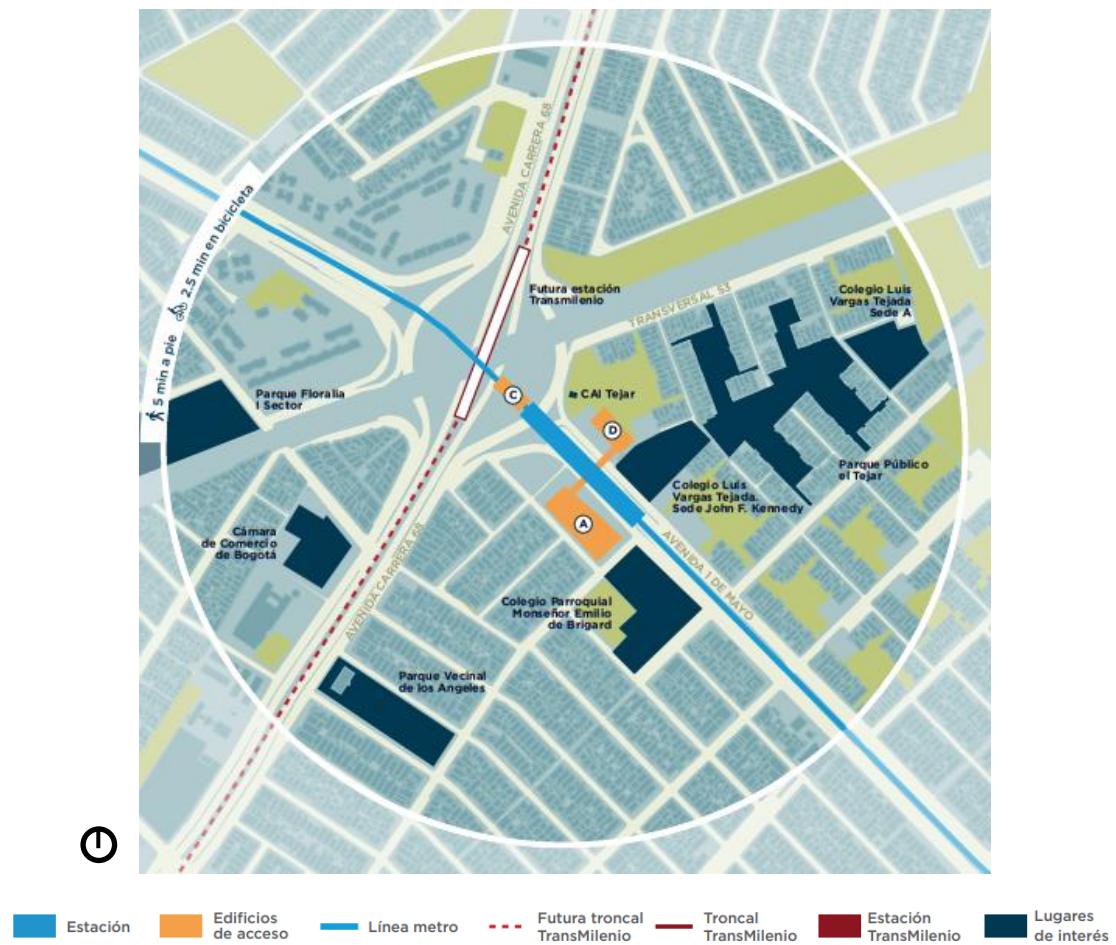 AVENIDA CARRERA 68
5 min a pie 2.5 min en bicicleta
Futura estación
Transmilenio
TRANSVERSAL 53
Colegio Luis
Vargas Tejada
Sede A
Parque Floralia
I Sector
C
CAI Tejar
D
Parque Público
el Tejar
Colegio Luis
Vargas Tejada.
Sede John F. Kennedy
A
Cámara
de Comercio
de Bogotá
AVENIDA CARRERA 68
AVENIDA 1 DE MAYO
Colegio Parroquial
Monseñor Emilio
de Brigard
Parque Vecinal
de los Angeles
Estación
Edificios
de acceso
Línea metro
Futura troncal
TransMilenio
Troncal
TransMilenio
Estación
TransMilenio
Lugares
de interés